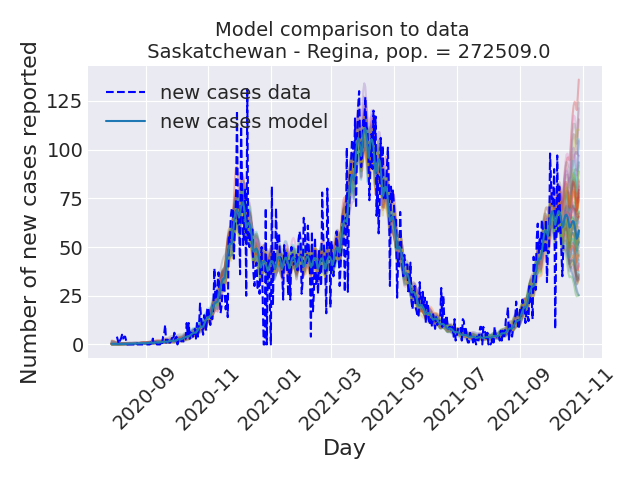 Model comparison to data
Saskatchewan - Regina, pop. = 272509.0
Number of new cases reported
125
100
75
50
25
0
new cases data
new cases model
2020-09
2020-11
2021-01
2021-03
2021-05
2021-07
2021-09
2021-11
Day